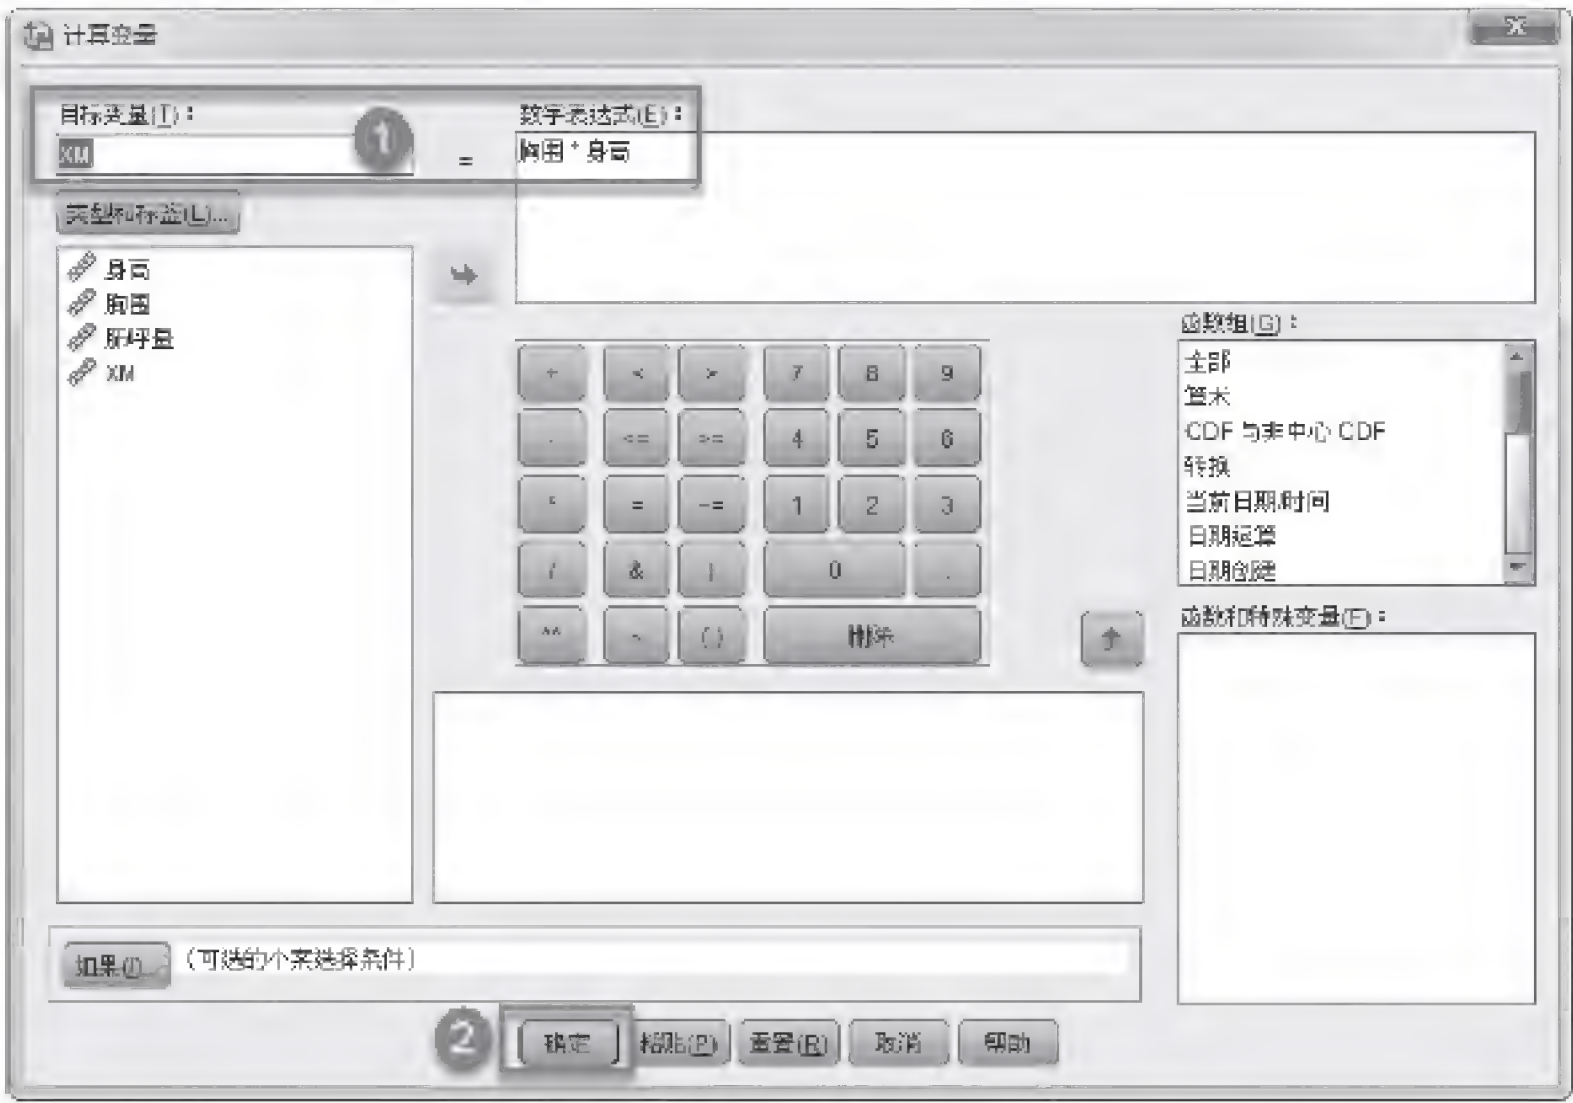 计算变量
目标变量(T)：
数字表达式(E)：
1
XM
=
胸围 * 身高
类型和标签(L)...
身高
胸围
肺呼量
XM
函数组(G)：
全部
算术
CDF 与非中心 CDF
转换
当前日期/时间
日期运算
日期创建
+ < > 7 8 9
- <= >= 4 5 6
* = ~= 1 2 3
/ & | 0 .
** ~ () 删除
函数和特殊变量(F)：
如果(I)...
(可选的个案选择条件)
2
确定
粘贴(P)
重置(R)
取消
帮助